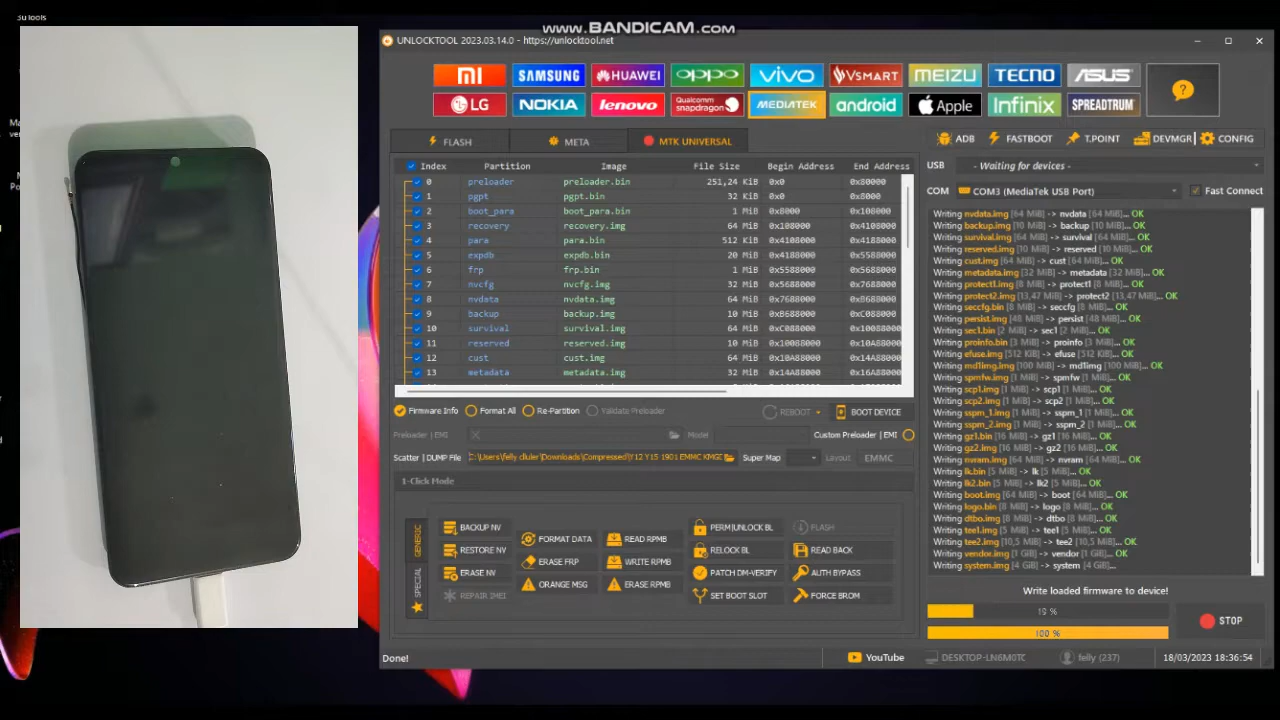 3uTools
www.BANDICAM.com
UNLOCKTOOL 2023.03.14.0 - https://unlocktool.net
MI SAMSUNG HUAWEI OPPO VIVO VSMART MEIZU TECNO ASUS ?
LG NOKIA lenovo Qualcomm snapdragon MEDIATEK android Apple Infinix SPREADTRUM
FLASH META MTK UNIVERSAL
ADB FASTBOOT T.POINT DEVMGR CONFIG
Index Partition Image File Size Begin Address End Address
0 preloader preloader.bin 251,24 KiB 0x0 0x80000
1 pgpt pgpt.bin 32 KiB 0x0 0x8000
2 boot_para boot_para.bin 1 MiB 0x8000 0x108000
3 recovery recovery.img 64 MiB 0x108000 0x4108000
4 para para.bin 512 KiB 0x4108000 0x4188000
5 expdb expdb.bin 20 MiB 0x4188000 0x5588000
6 frp frp.bin 1 MiB 0x5588000 0x5688000
7 nvcfg nvcfg.img 32 MiB 0x5688000 0x7688000
8 nvdata nvdata.img 64 MiB 0x7688000 0xB688000
9 backup backup.img 10 MiB 0xB688000 0xC088000
10 survival survival.img 64 MiB 0xC088000 0x10088000
11 reserved reserved.img 10 MiB 0x10088000 0x10A88000
12 cust cust.img 64 MiB 0x10A88000 0x14A88000
13 metadata metadata.img 32 MiB 0x14A88000 0x16A88000
Firmware Info Format All Re-Partition Validate Preloader REBOOT BOOT DEVICE
Preloader | EMI Model Custom Preloader | EMI
Scatter | DUMP File C:\Users\felly cliuler\Downloads\Compressed\Y12 Y15 1901 EMMC KMGD Super Map Layout EMMC
1-Click Mode
GENERIC
SPECIAL
BACKUP NV
RESTORE NV
ERASE NV
REPAIR IMEI
FORMAT DATA
ERASE FRP
ORANGE MSG
READ RPMB
WRITE RPMB
ERASE RPMB
PERM|UNLOCK BL
RELOCK BL
PATCH DM-VERIFY
SET BOOT SLOT
FLASH
READ BACK
AUTH BYPASS
FORCE BROM
USB - Waiting for devices -
COM COM3 (MediaTek USB Port) Fast Connect
Writing nvdata.img [64 MiB] -> nvdata [64 MiB]... OK
Writing backup.img [10 MiB] -> backup [10 MiB]... OK
Writing survival.img [64 MiB] -> survival [64 MiB]... OK
Writing reserved.img [10 MiB] -> reserved [10 MiB]... OK
Writing cust.img [64 MiB] -> cust [64 MiB]... OK
Writing metadata.img [32 MiB] -> metadata [32 MiB]... OK
Writing protect1.img [8 MiB] -> protect1 [8 MiB]... OK
Writing protect2.img [13,47 MiB] -> protect2 [13,47 MiB]... OK
Writing seccfg.bin [8 MiB] -> seccfg [8 MiB]... OK
Writing persist.img [48 MiB] -> persist [48 MiB]... OK
Writing sec1.bin [2 MiB] -> sec1 [2 MiB]... OK
Writing proinfo.bin [3 MiB] -> proinfo [3 MiB]... OK
Writing efuse.img [512 KiB] -> efuse [512 KiB]... OK
Writing md1img.img [100 MiB] -> md1img [100 MiB]... OK
Writing spmfw.img [1 MiB] -> spmfw [1 MiB]... OK
Writing scp1.img [1 MiB] -> scp1 [1 MiB]... OK
Writing scp2.img [1 MiB] -> scp2 [1 MiB]... OK
Writing sspm_1.img [1 MiB] -> sspm_1 [1 MiB]... OK
Writing sspm_2.img [1 MiB] -> sspm_2 [1 MiB]... OK
Writing gz1.bin [16 MiB] -> gz1 [16 MiB]... OK
Writing gz2.bin [16 MiB] -> gz2 [16 MiB]... OK
Writing nvram.img [64 MiB] -> nvram [64 MiB]... OK
Writing lk.bin [5 MiB] -> lk [5 MiB]... OK
Writing lk2.bin [5 MiB] -> lk2 [5 MiB]... OK
Writing boot.img [64 MiB] -> boot [64 MiB]... OK
Writing logo.bin [8 MiB] -> logo [8 MiB]... OK
Writing dtbo.img [8 MiB] -> dtbo [8 MiB]... OK
Writing tee1.img [5 MiB] -> tee1 [5 MiB]... OK
Writing tee2.img [10,5 MiB] -> tee2 [10,5 MiB]... OK
Writing vendor.img [1 GiB] -> vendor [1 GiB]... OK
Writing system.img [4 GiB] -> system [4 GiB]...
Write loaded firmware to device!
19 %
100 %
STOP
Done! YouTube DESKTOP-LN6M0TC felly (237) 18/03/2023 18:36:54